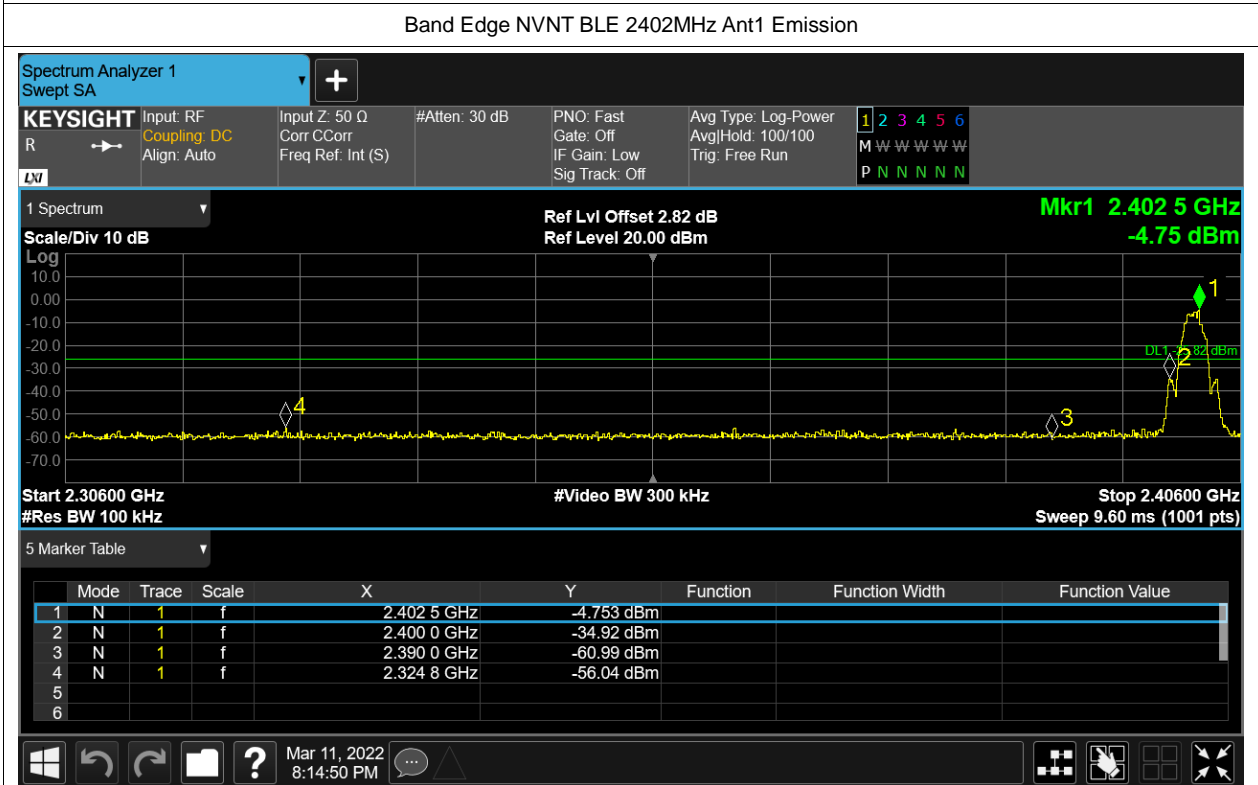 Band Edge NVNT BLE 2402MHz Ant1 Emission
Spectrum Analyzer 1
Swept SA
KEYSIGHT
R
LXI
Input: RF
Coupling: DC
Align: Auto
Input Z: 50 Ω
Corr CCorr
Freq Ref: Int (S)
#Atten: 30 dB
PNO: Fast
Gate: Off
IF Gain: Low
Sig Track: Off
Avg Type: Log-Power
Avg|Hold: 100/100
Trig: Free Run
1 2 3 4 5 6
M W W W W W
P N N N N N
1 Spectrum
Scale/Div 10 dB
Ref Lvl Offset 2.82 dB
Ref Level 20.00 dBm
Mkr1 2.402 5 GHz
-4.75 dBm
Log
10.0
0.00
-10.0
-20.0
-30.0
-40.0
-50.0
-60.0
-70.0
1
2
3
4
Start 2.30600 GHz
#Res BW 100 kHz
#Video BW 300 kHz
Stop 2.40600 GHz
Sweep 9.60 ms (1001 pts)
5 Marker Table
Mode Trace Scale X Y Function Function Width Function Value
1 N 1 f 2.402 5 GHz -4.753 dBm
2 N 1 f 2.400 0 GHz -34.92 dBm
3 N 1 f 2.390 0 GHz -60.99 dBm
4 N 1 f 2.324 8 GHz -56.04 dBm
5
6
?
Mar 11, 2022
8:14:50 PM